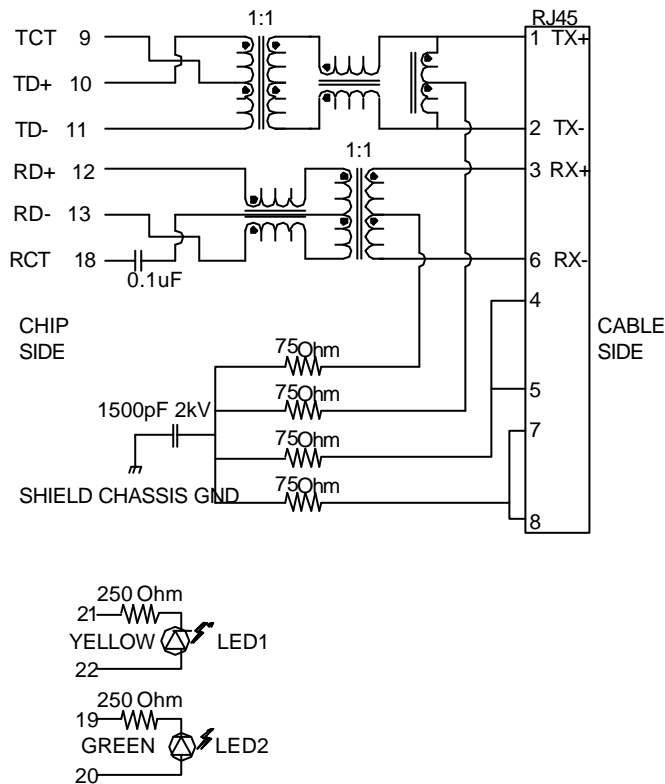 1:1
RJ45
TCT 9
1 TX+
TD+ 10
TD- 11
2 TX-
1:1
RD+ 12
3 RX+
RD- 13
RCT 18
6 RX-
0.1uF
4
CHIP
SIDE
CABLE
SIDE
75Ohm
5
75Ohm
1500pF 2kV
7
75Ohm
75Ohm
SHIELD CHASSIS GND
8
250 Ohm
21
YELLOW
LED1
22
250 Ohm
19
GREEN
LED2
20